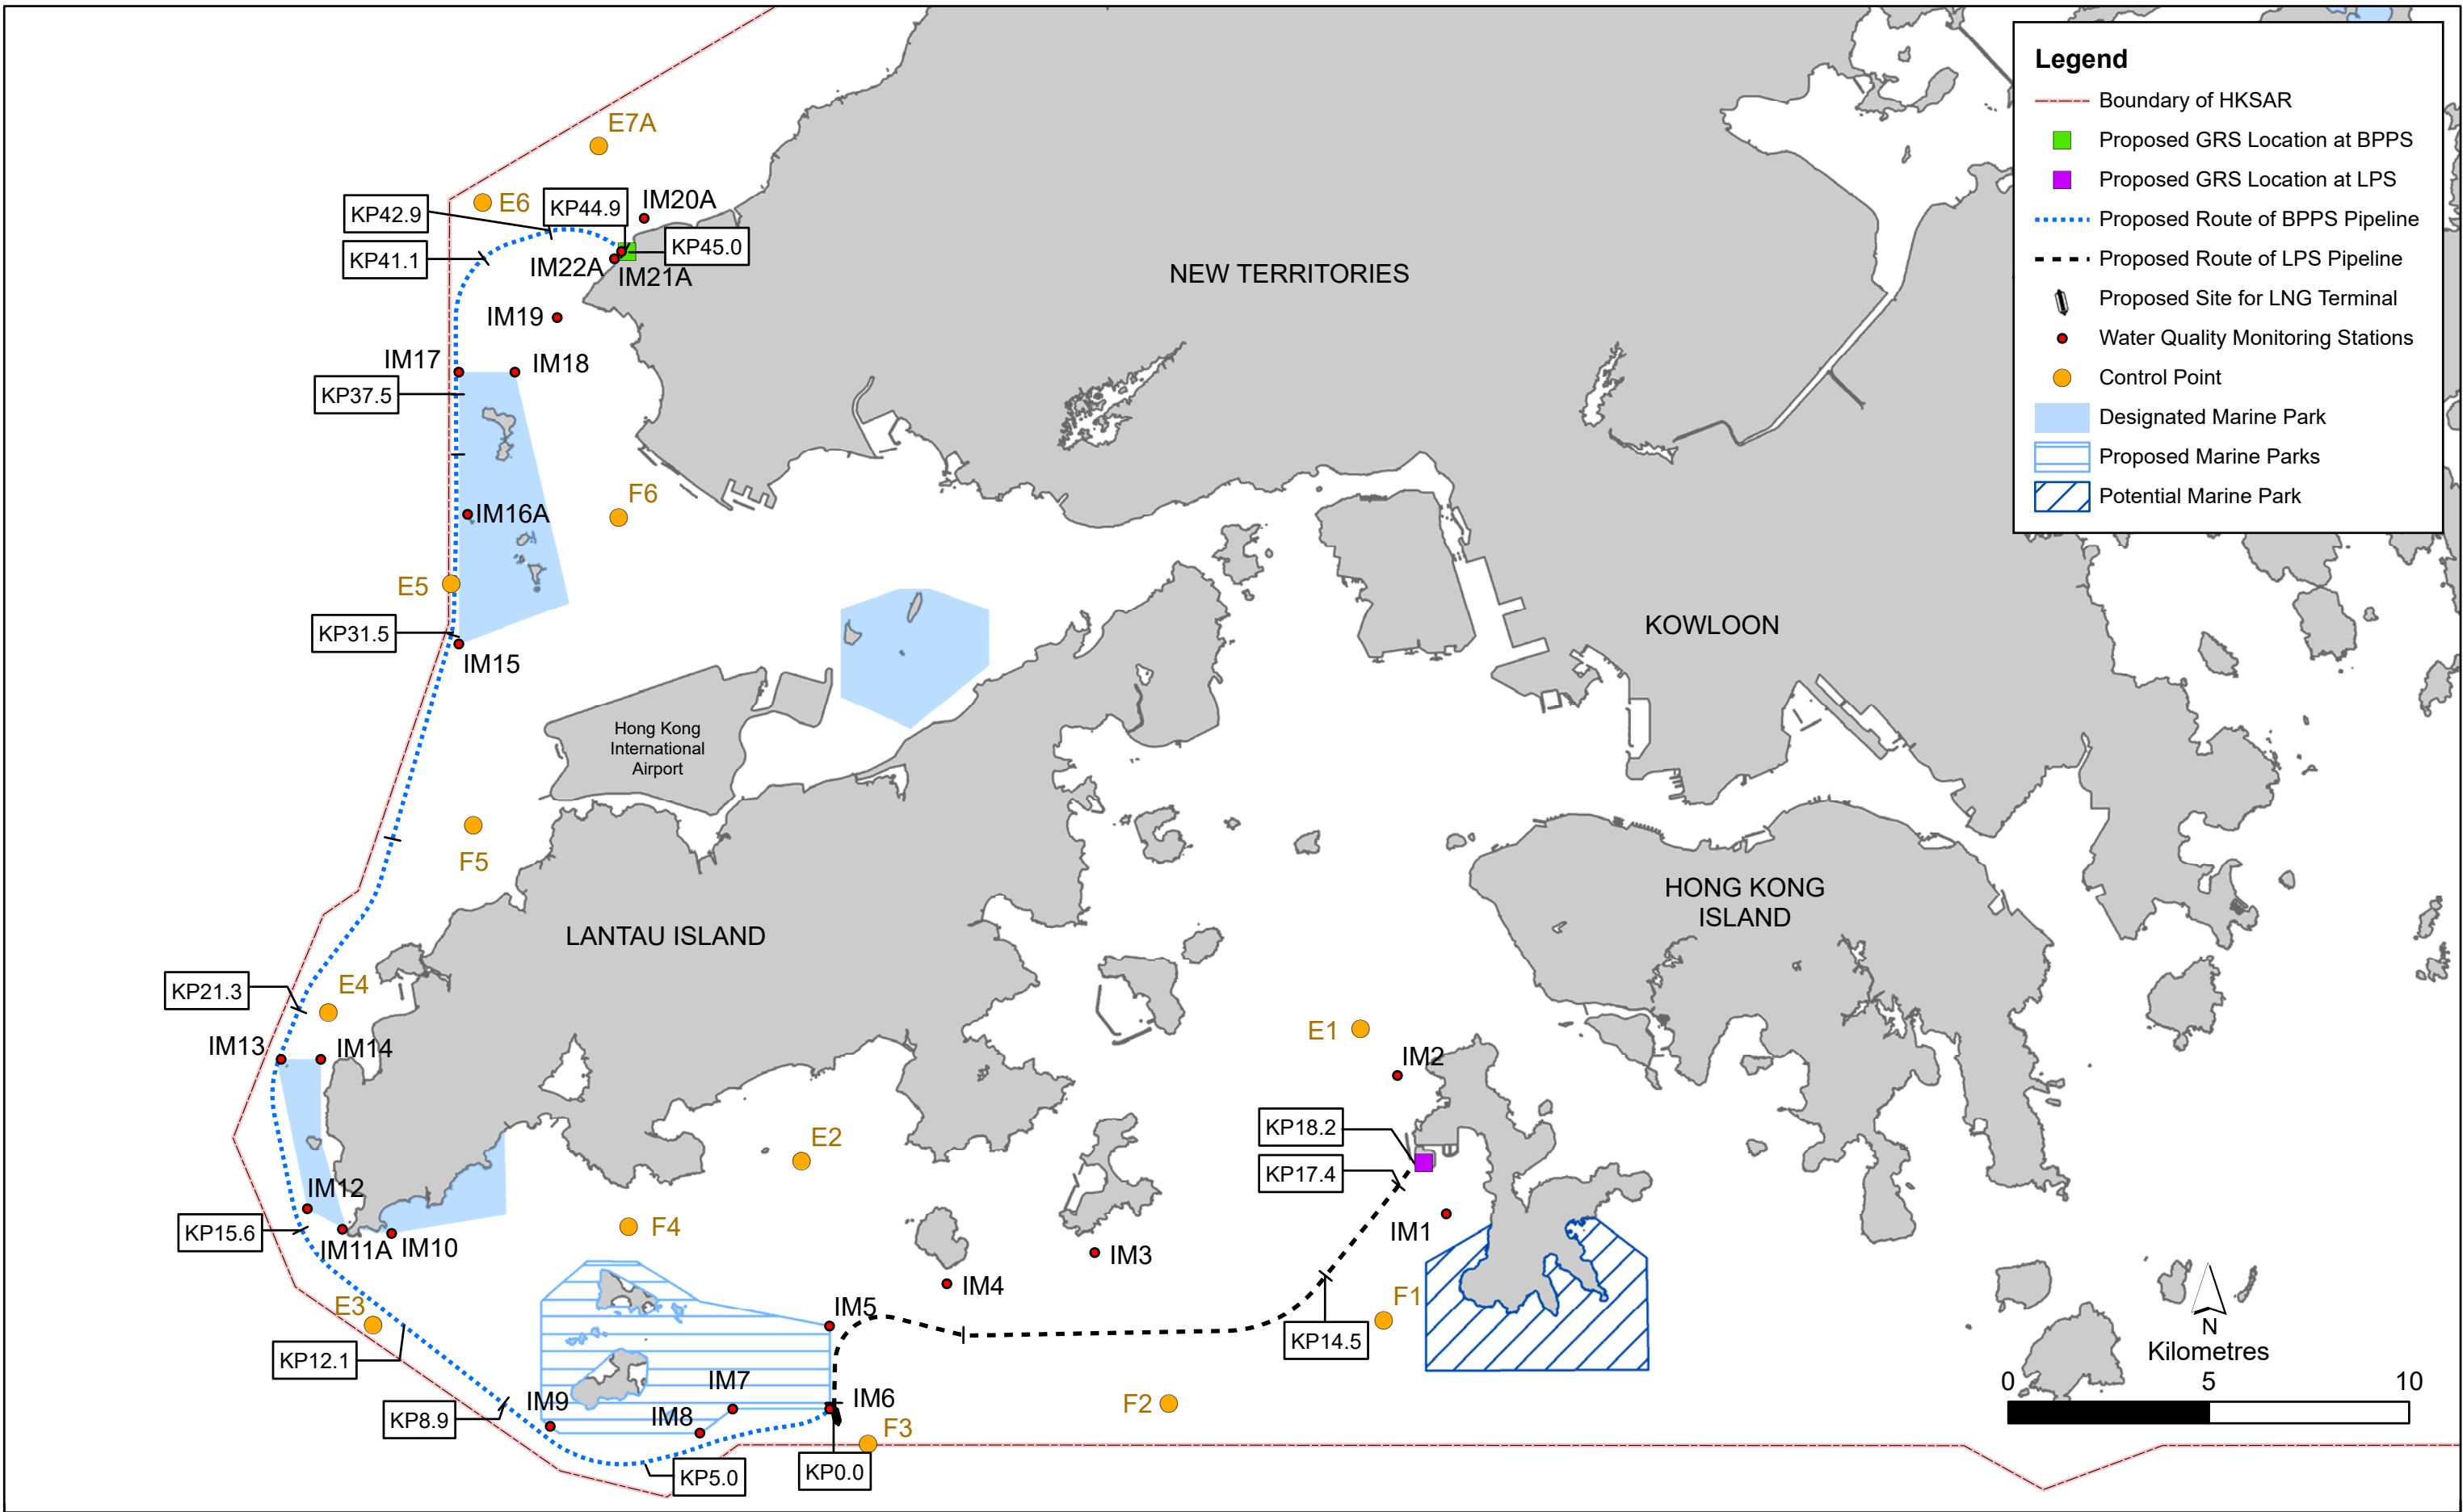 Legend
Boundary of HKSAR
Proposed GRS Location at BPPS
Proposed GRS Location at LPS
Proposed Route of BPPS Pipeline
Proposed Route of LPS Pipeline
Proposed Site for LNG Terminal
Water Quality Monitoring Stations
Control Point
Designated Marine Park
Proposed Marine Parks
Potential Marine Park
E7A
E6
KP42.9
KP44.9
IM20A
KP41.1
KP45.0
IM22A
IM21A
NEW TERRITORIES
IM19
IM17
IM18
KP37.5
F6
IM16A
E5
KP31.5
IM15
KOWLOON
Hong Kong
International
Airport
F5
HONG KONG
ISLAND
LANTAU ISLAND
KP21.3
E4
E1
IM13
IM14
IM2
KP18.2
E2
KP17.4
IM12
KP15.6
F4
IM1
IM11A
IM10
IM3
IM4
E3
IM5
F1
KP14.5
KP12.1
IM7
IM9
IM6
F2
KP8.9
IM8
F3
KP5.0
KP0.0
N
Kilometres
0
5
10